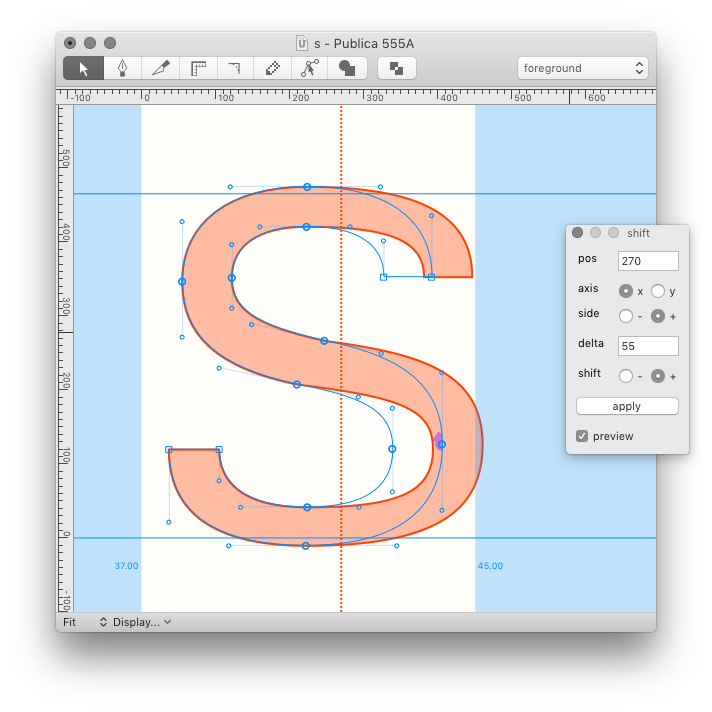 s - Publica 555A
foreground
-100 0 100 200 300 400 500 600
500
400
300
200
100
0
-100
37.00
45.00
shift
pos 270
axis x y
side - +
delta 55
shift - +
apply
preview
Fit Display...